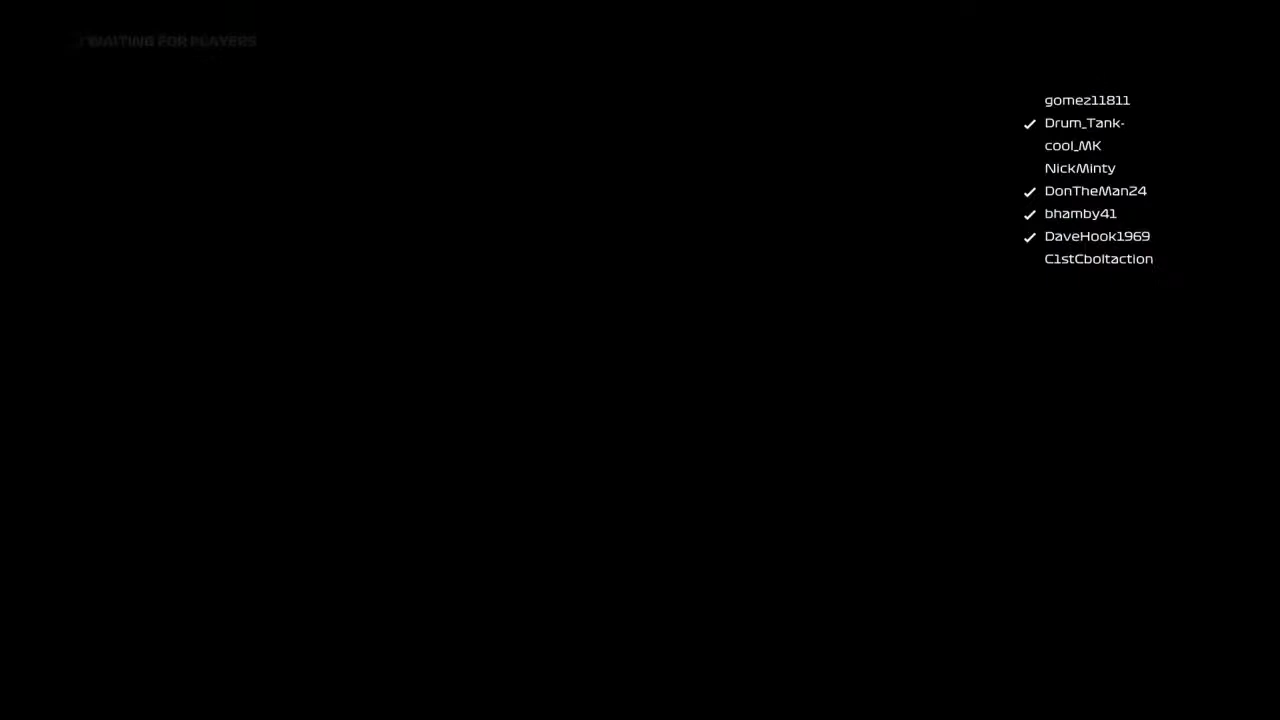 WAITING FOR PLAYERS
gomez11811
Drum_Tank-
cool_MK
NickMinty
DonTheMan24
bhamby41
DaveHook1969
C1stCboltaction